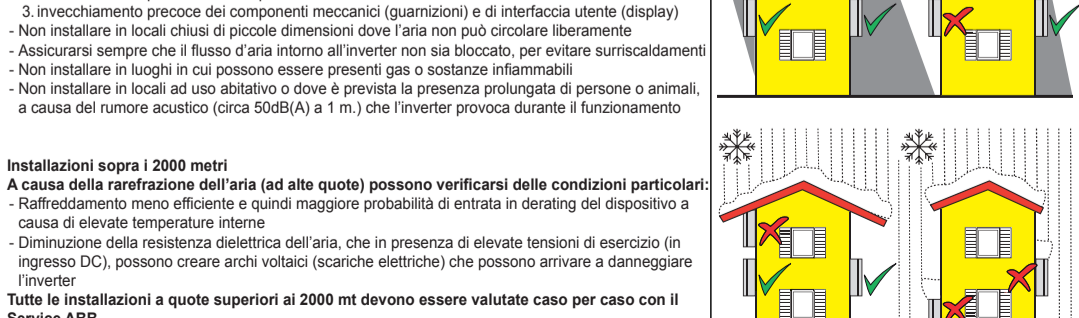 3. invecchiamento precoce dei componenti meccanici (guarnizioni) e di interfaccia utente (display)
- Non installare in locali chiusi di piccole dimensioni dove l'aria non può circolare liberamente
- Assicurarsi sempre che il flusso d'aria intorno all'inverter non sia bloccato, per evitare surriscaldamenti
- Non installare in luoghi in cui possono essere presenti gas o sostanze infiammabili
- Non installare in locali ad uso abitativo o dove è prevista la presenza prolungata di persone o animali,
a causa del rumore acustico (circa 50dB(A) a 1 m.) che l'inverter provoca durante il funzionamento
Installazioni sopra i 2000 metri
A causa della rarefrazione dell'aria (ad alte quote) possono verificarsi delle condizioni particolari:
- Raffreddamento meno efficiente e quindi maggiore probabilità di entrata in derating del dispositivo a
causa di elevate temperature interne
- Diminuzione della resistenza dielettrica dell'aria, che in presenza di elevate tensioni di esercizio (in
ingresso DC), possono creare archi voltaici (scariche elettriche) che possono arrivare a danneggiare
l'inverter
Tutte le installazioni a quote superiori ai 2000 mt devono essere valutate caso per caso con il
Service ABB